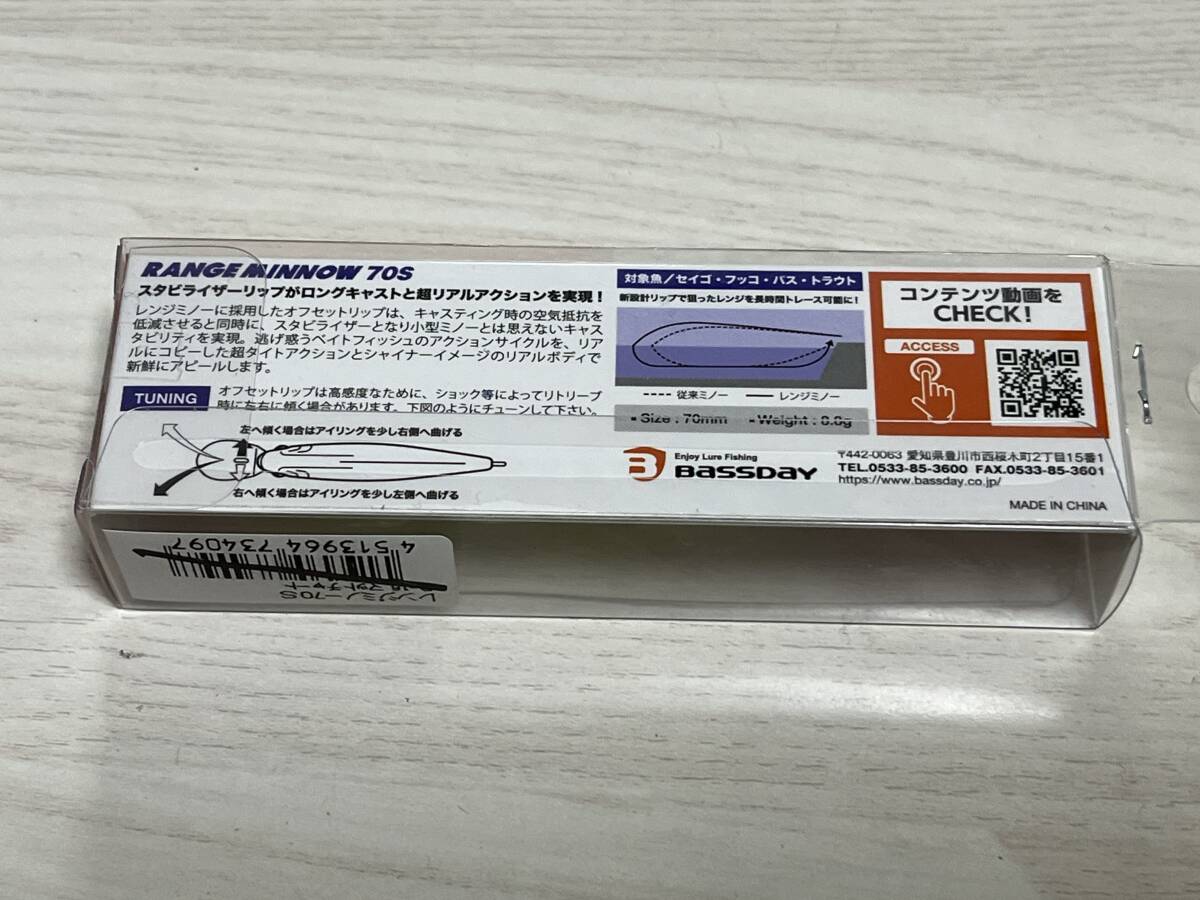 RANGE MINNOW 70S
スタビライザーリップがロングキャストと超リアルアクションを実現！
レンジミノーに採用したオフセットリップは、キャスティング時の空気抵抗を
低減させると同時に、スタビライザーとなり小型ミノーとは思えないキャス
タビリティを実現。逃げ惑うベイトフィッシュのアクションサイクルを、リア
ルにコピーした超タイトアクションとシャイナーイメージのリアルボディで
新鮮にアピールします。
TUNING
オフセットリップは高感度なために、ショック等によってリトリーブ
時に左右に傾く場合があります。下図のようにチューンして下さい。
左へ傾く場合はアイリングを少し右側へ曲げる
右へ傾く場合はアイリングを少し左側へ曲げる
対象魚／セイゴ・フッコ・バス・トラウト
新設計リップで狙ったレンジを長時間トレース可能に！
従来ミノー
レンジミノー
Size : 70mm
Weight : 8.8g
コンテンツ動画を
CHECK！
ACCESS
Enjoy Lure Fishing
BASSDAY
〒442-0063 愛知県豊川市西桜木町2丁目15番1
TEL.0533-85-3600 FAX.0533-85-3601
https://www.bassday.co.jp/
MADE IN CHINA
レンジミノー70S
マットチャート
4513964734097